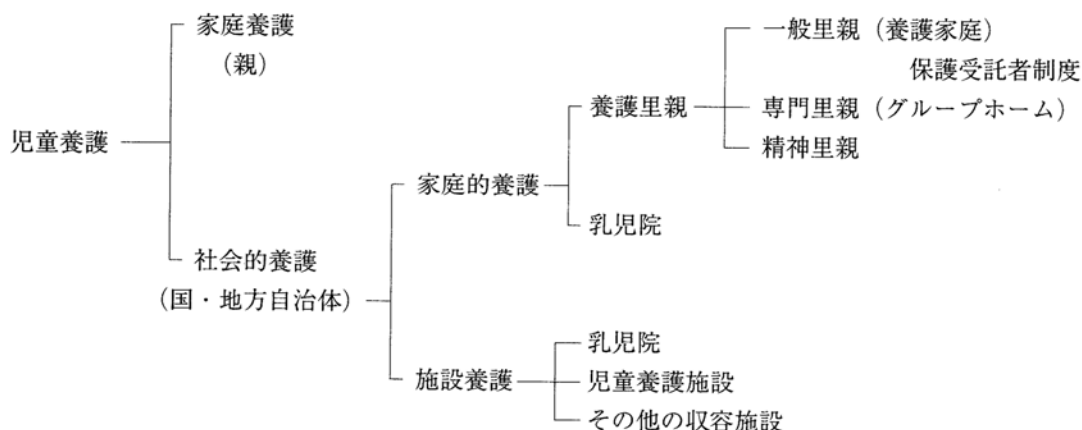 児童養護
家庭養護
(親)
社会的養護
(国・地方自治体)
家庭的養護
養護里親
一般里親(養護家庭)
保護受託者制度
専門里親(グループホーム)
精神里親
乳児院
施設養護
乳児院
児童養護施設
その他の収容施設